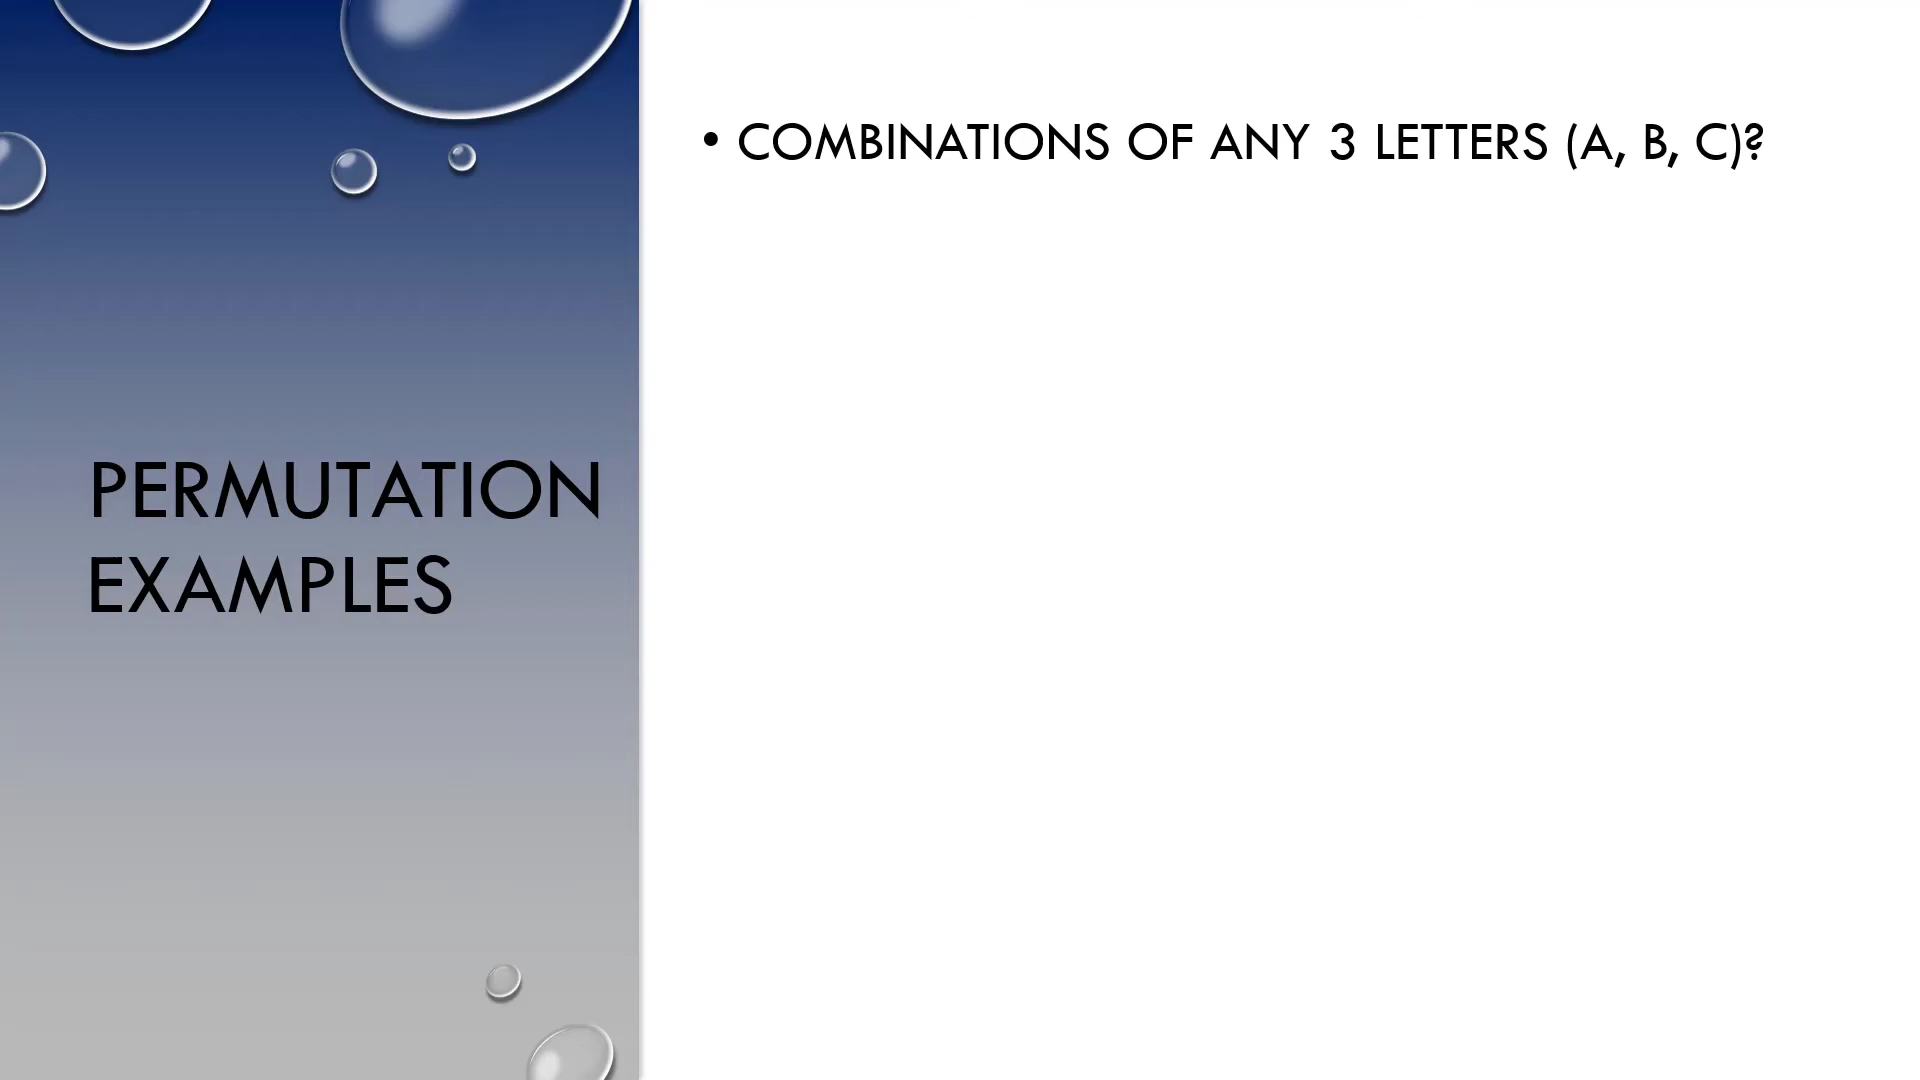 PERMUTATION
EXAMPLES
• COMBINATIONS OF ANY 3 LETTERS (A, B, C)?